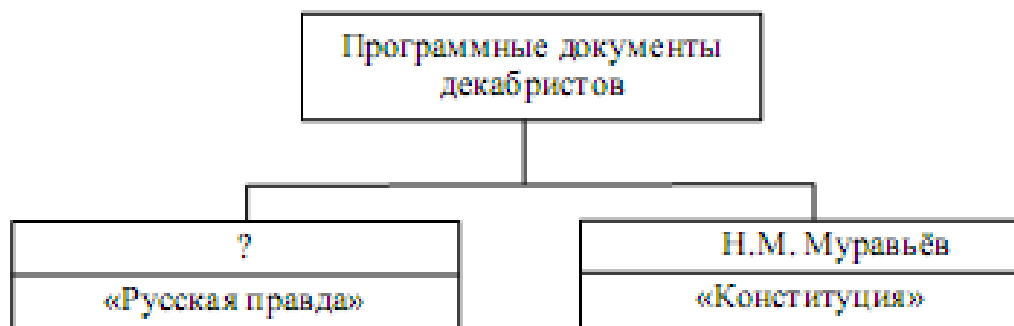 Программные документы
декабристов
?
«Русская правда»
Н.М. Муравьёв
«Конституция»